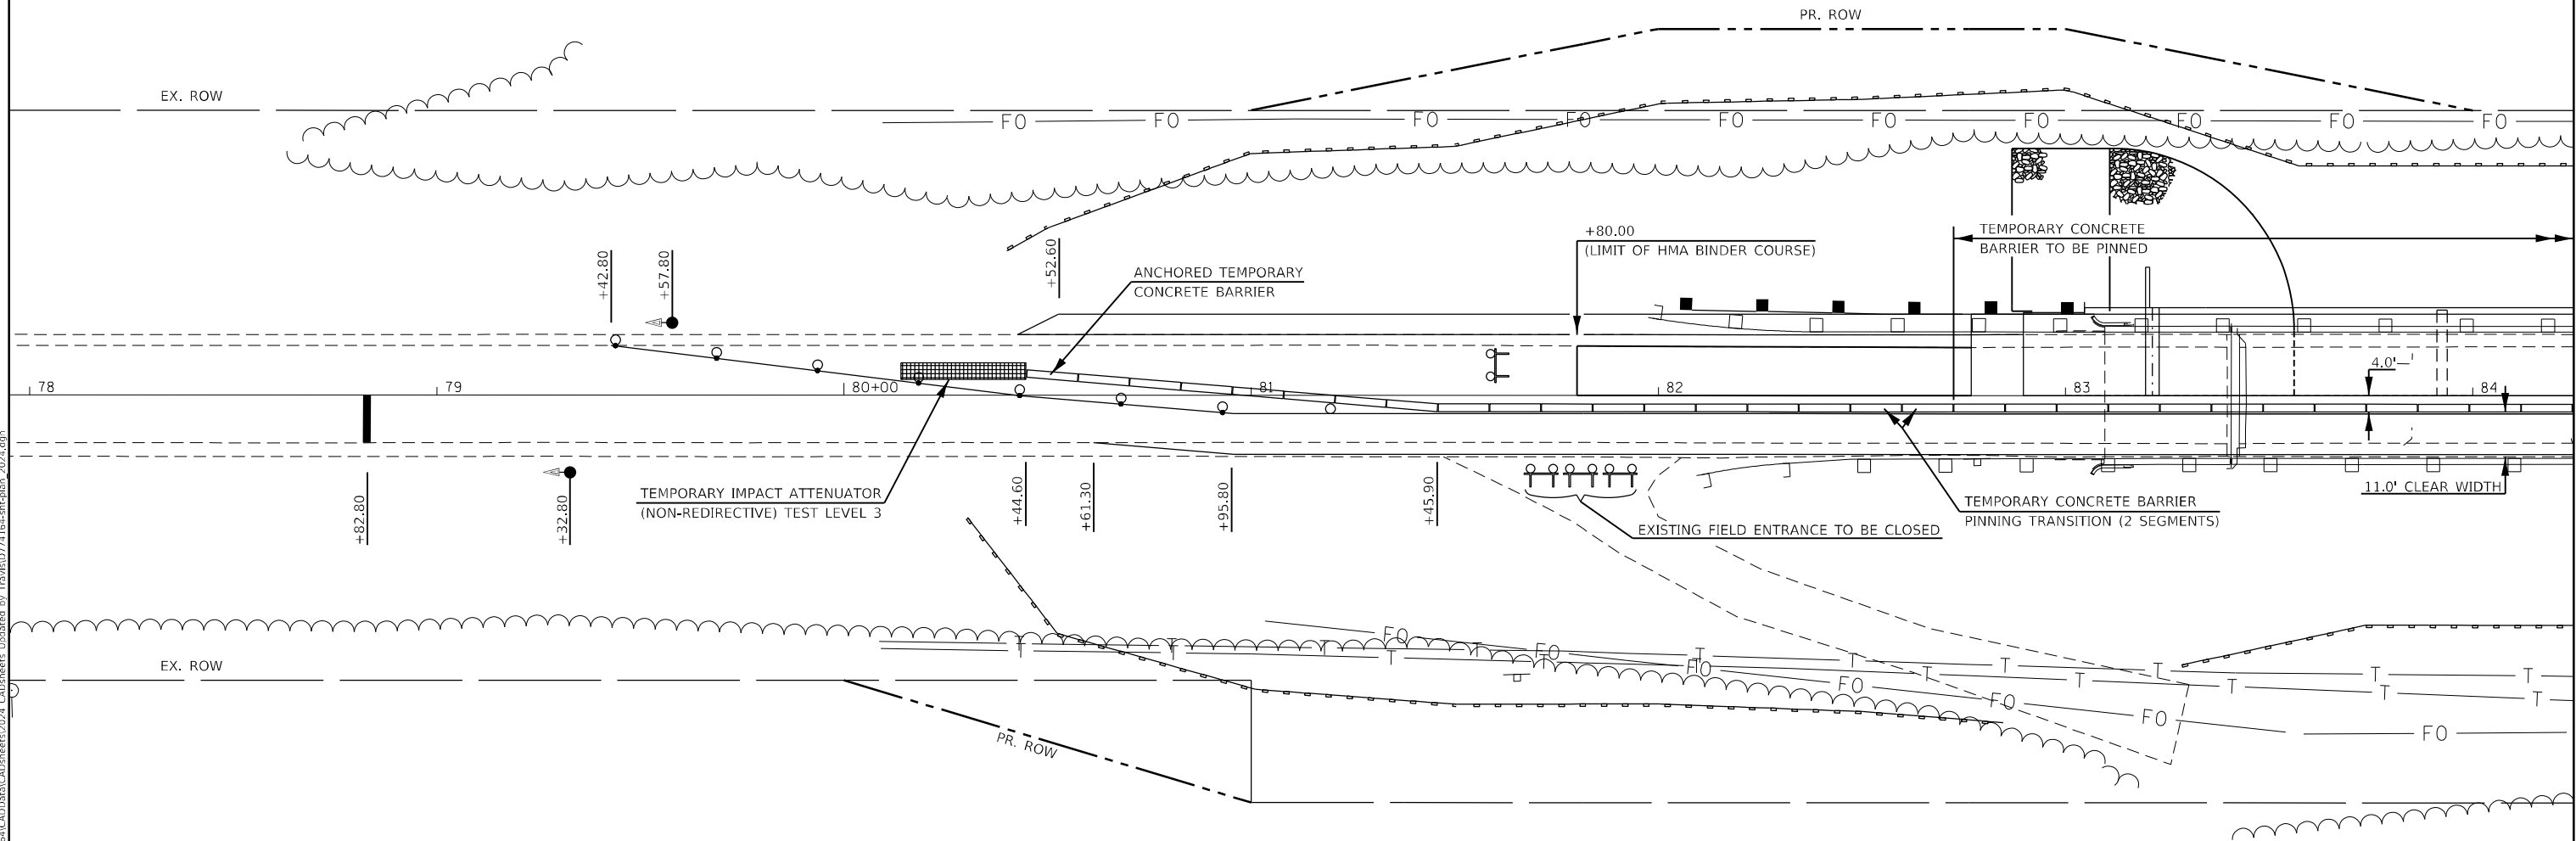 PR. ROW
EX. ROW
FO FO FO FO FO FO FO FO FO FO
+42.80
+57.80
+52.60
ANCHORED TEMPORARY
CONCRETE BARRIER
+80.00
(LIMIT OF HMA BINDER COURSE)
TEMPORARY CONCRETE
BARRIER TO BE PINNED
4.0'
78
79
80+00
81
82
83
84
+82.80
+32.80
TEMPORARY IMPACT ATTENUATOR
(NON-REDIRECTIVE) TEST LEVEL 3
+44.60
+61.30
+95.80
+45.90
EXISTING FIELD ENTRANCE TO BE CLOSED
TEMPORARY CONCRETE BARRIER
PINNING TRANSITION (2 SEGMENTS)
11.0' CLEAR WIDTH
EX. ROW
T T T T T T T T T
T T T T T T T
FO FO FO FO FO FO FO
PR. ROW